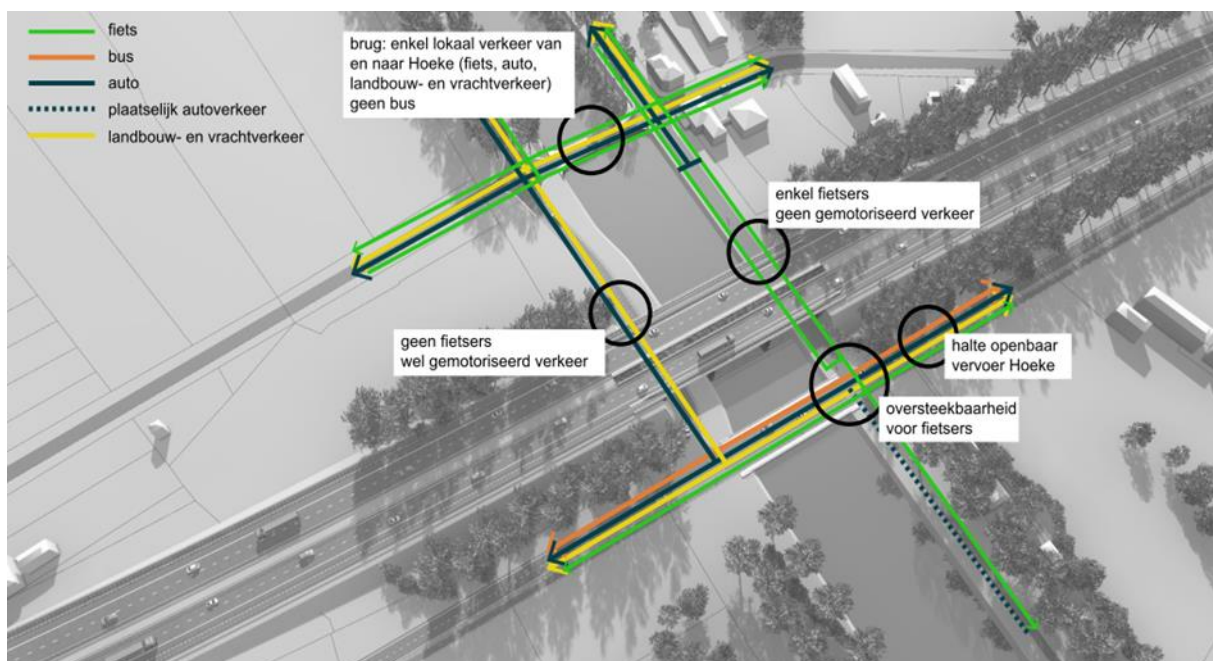 fiets
bus
auto
plaatselijk autoverkeer
landbouw- en vrachtverkeer
brug: enkel lokaal verkeer van
en naar Hoeke (fiets, auto,
landbouw- en vrachtverkeer)
geen bus
enkel fietsers
geen gemotoriseerd verkeer
geen fietsers
wel gemotoriseerd verkeer
halte openbaar
vervoer Hoeke
oversteekbaarheid
voor fietsers